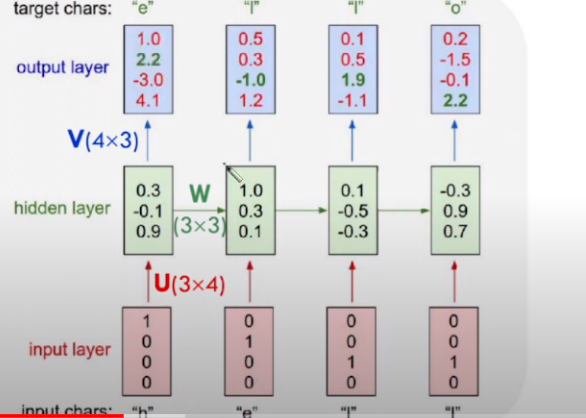 target chars: "e" "l" "l" "o"
output layer
1.0 0.5 0.1 0.2
2.2 0.3 0.5 -1.5
-3.0 -1.0 1.9 -0.1
4.1 1.2 -1.1 2.2
V(4×3)
hidden layer
0.3 1.0 0.1 -0.3
-0.1 0.3 -0.5 0.9
0.9 0.1 -0.3 0.7
W
(3×3)
U(3×4)
input layer
1 0 0 0
0 1 0 0
0 0 1 1
0 0 0 0
input chars: "h" "e" "l" "l"